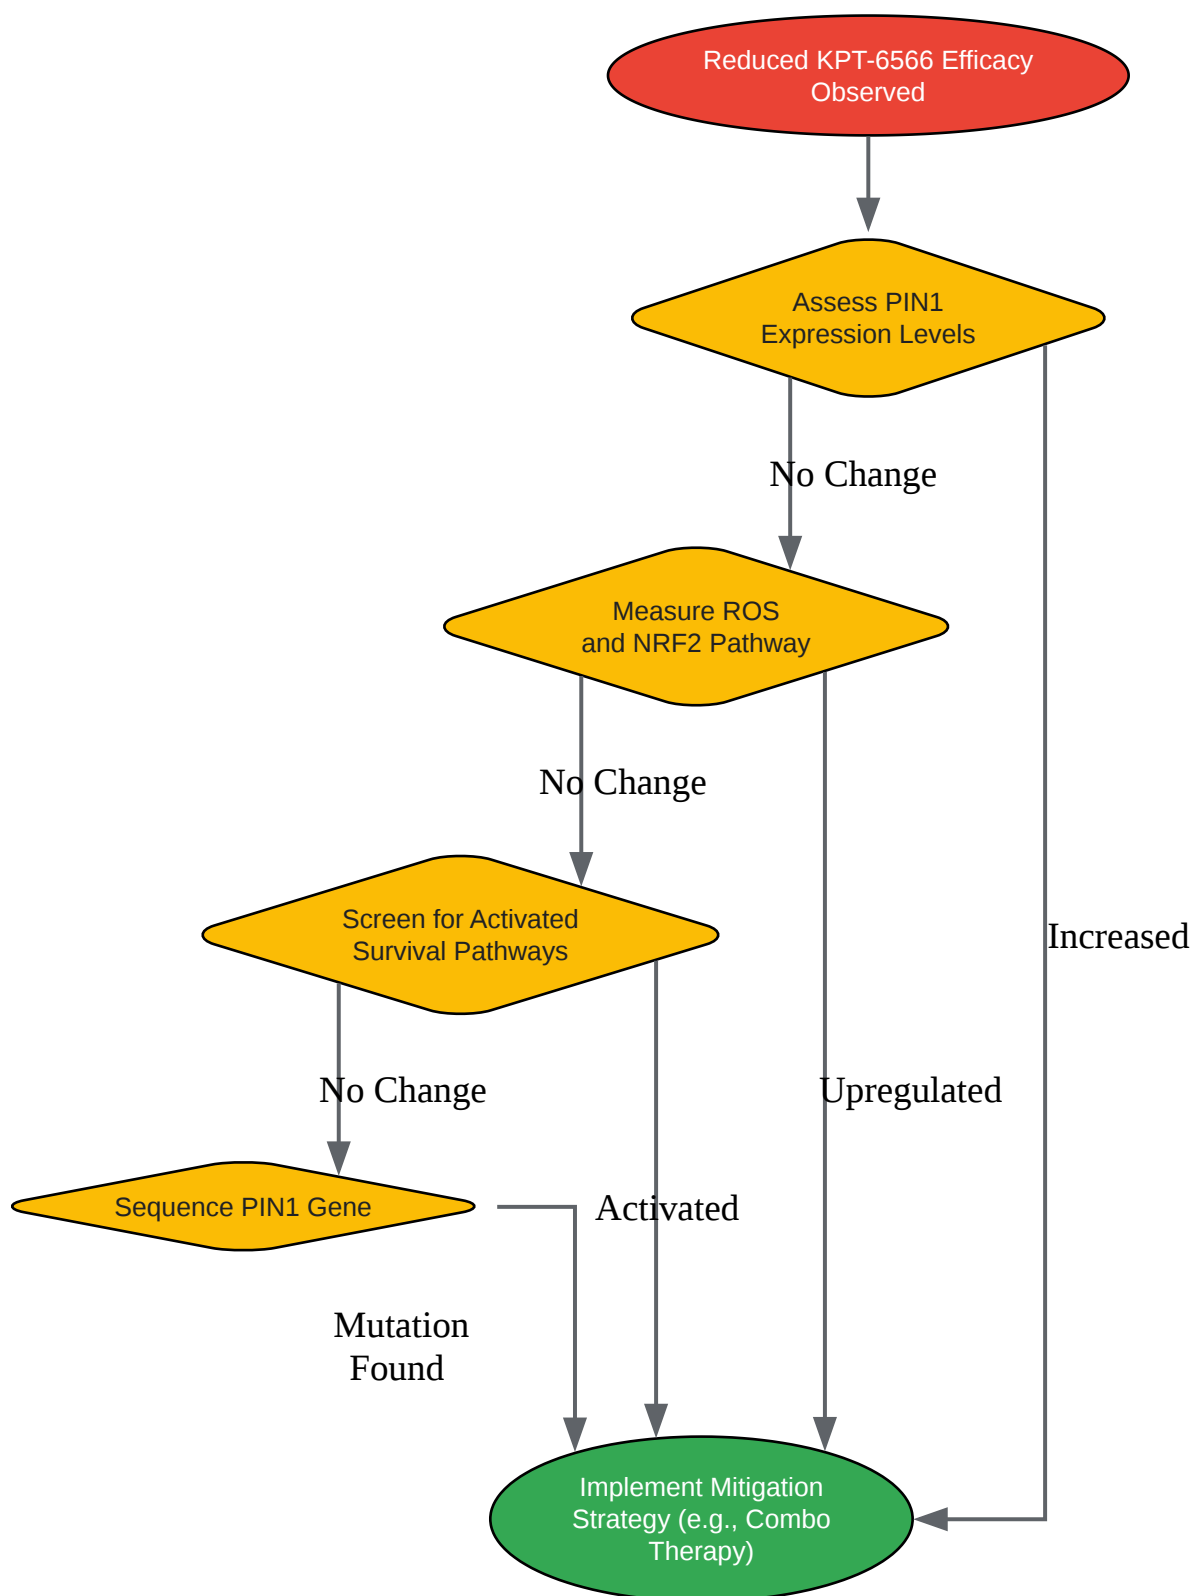 Reduced KPT-6566 Efficacy
Observed
Assess PIN1
Expression Levels
No Change
Measure ROS
and NRF2 Pathway
No Change
Screen for Activated
Survival Pathways
Increased
No Change
Upregulated
Sequence PIN1 Gene
Activated
Mutation
Found
Implement Mitigation
Strategy (e.g., Combo
Therapy)